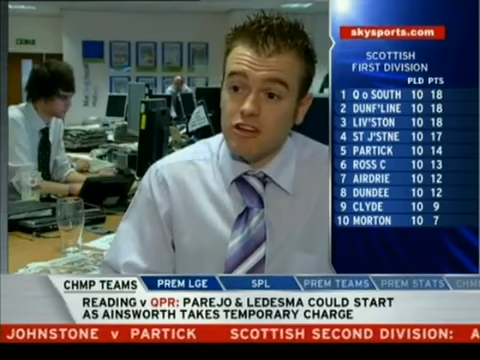 skysports.com
SCOTTISH
FIRST DIVISION
PLD PTS
1 Q o SOUTH 10 18
2 DUNF'LINE 10 18
3 LIV'STON 10 18
4 ST J'STNE 10 17
5 PARTICK 10 14
6 ROSS C 10 13
7 AIRDRIE 10 12
8 DUNDEE 10 12
9 CLYDE 10 9
10 MORTON 10 7
CHMP TEAMS PREM LGE SPL PREM TEAMS PREM STATS CHM
READING v QPR: PAREJO & LEDESMA COULD START
AS AINSWORTH TAKES TEMPORARY CHARGE
JOHNSTONE v PARTICK SCOTTISH SECOND DIVISION: A